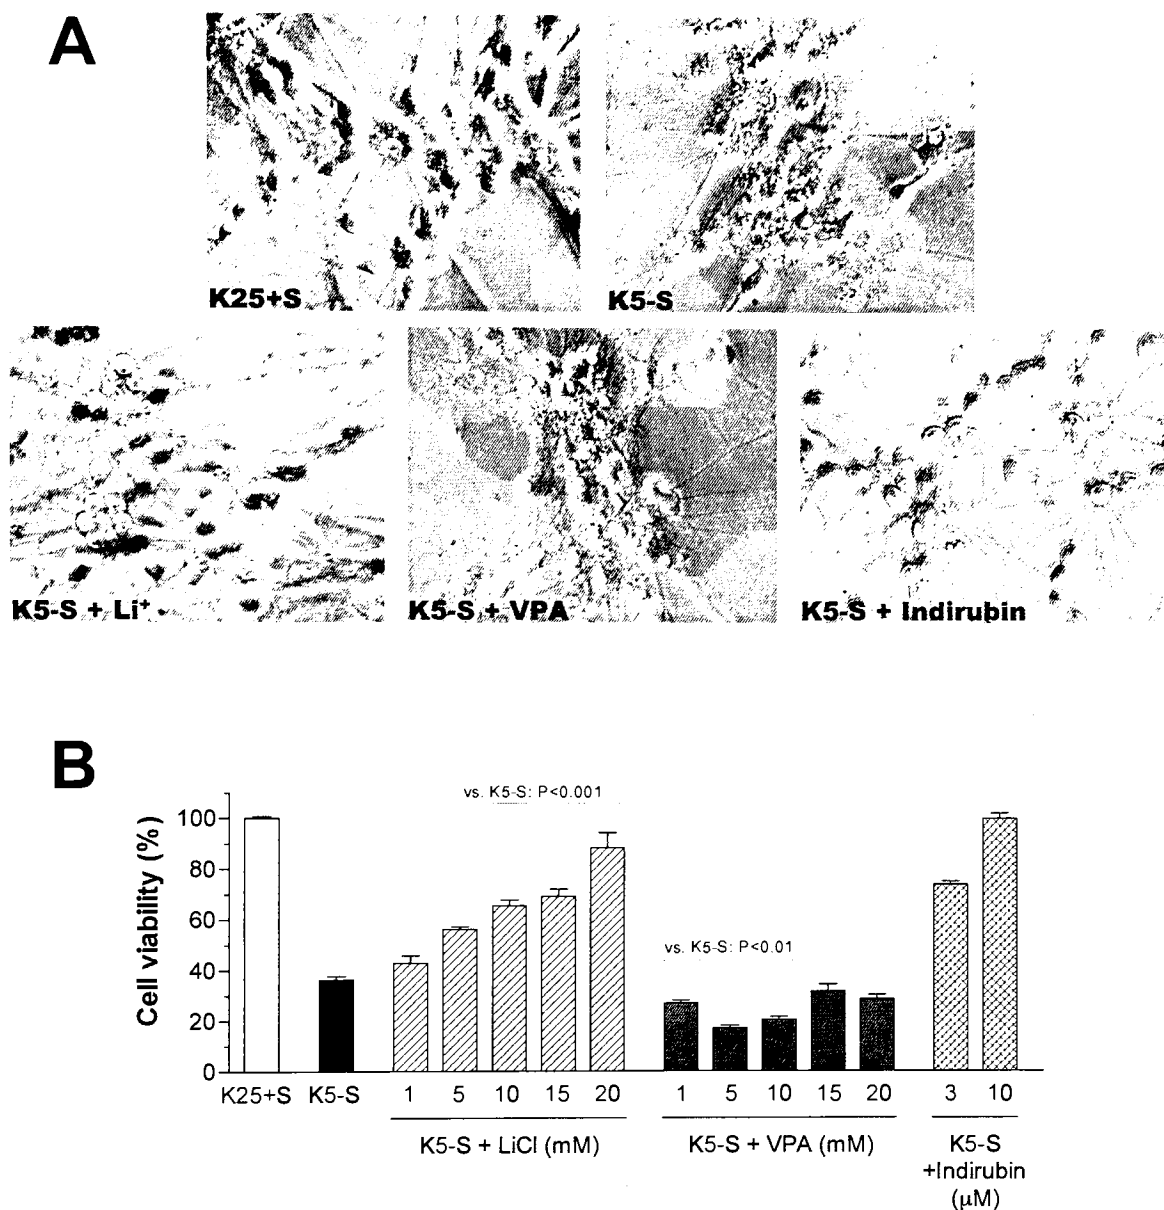 A
K25+S
K5-S
K5-S + Li⁺
K5-S + VPA
K5-S + Indirubin
B
Cell viability (%)
100
80
60
40
20
0
vs. K5-S: P<0.001
vs. K5-S: P<0.01
K25+S K5-S 1 5 10 15 20 1 5 10 15 20 3 10
K5-S + LiCl (mM) K5-S + VPA (mM) K5-S
+Indirubin
(μM)